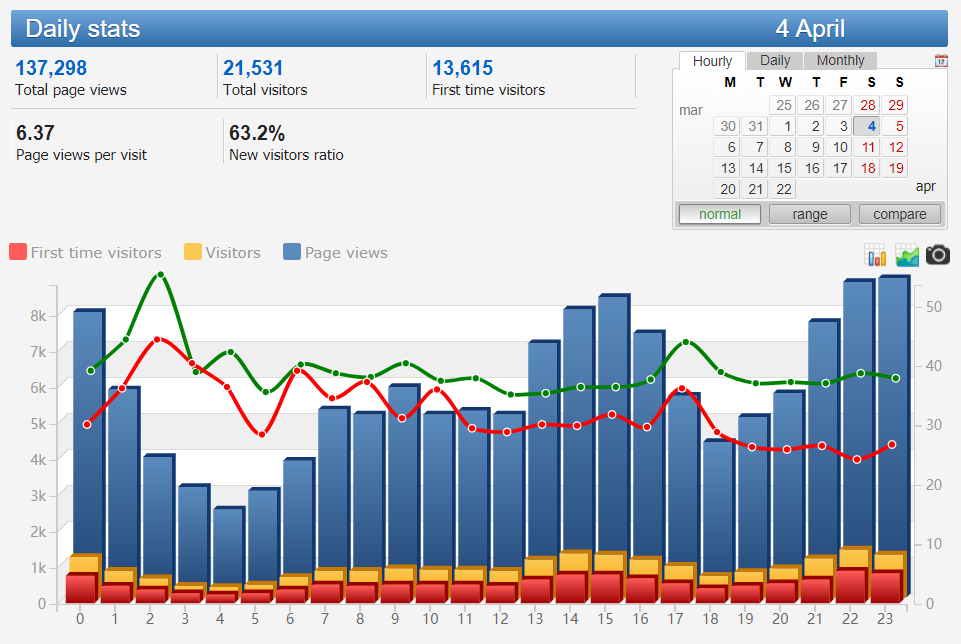 Daily stats 4 April
137,298 21,531 13,615
Total page views Total visitors First time visitors
6.37 63.2%
Page views per visit New visitors ratio
Hourly Daily Monthly
M T W T F S S
mar 25 26 27 28 29
30 31 1 2 3 4 5
6 7 8 9 10 11 12
13 14 15 16 17 18 19
20 21 22 apr
normal range compare
First time visitors Visitors Page views
8k 50
7k 40
6k
5k 30
4k
3k 20
2k
1k 10
0 0
0 1 2 3 4 5 6 7 8 9 10 11 12 13 14 15 16 17 18 19 20 21 22 23